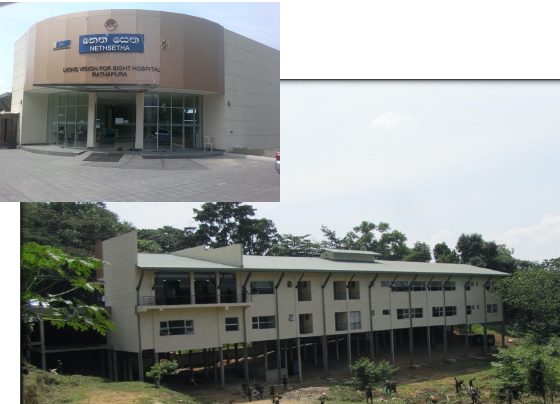 නෙත් සෙත
NETHSETHA
LIONS VISION FOR SIGHT HOSPITAL
RATNAPURA